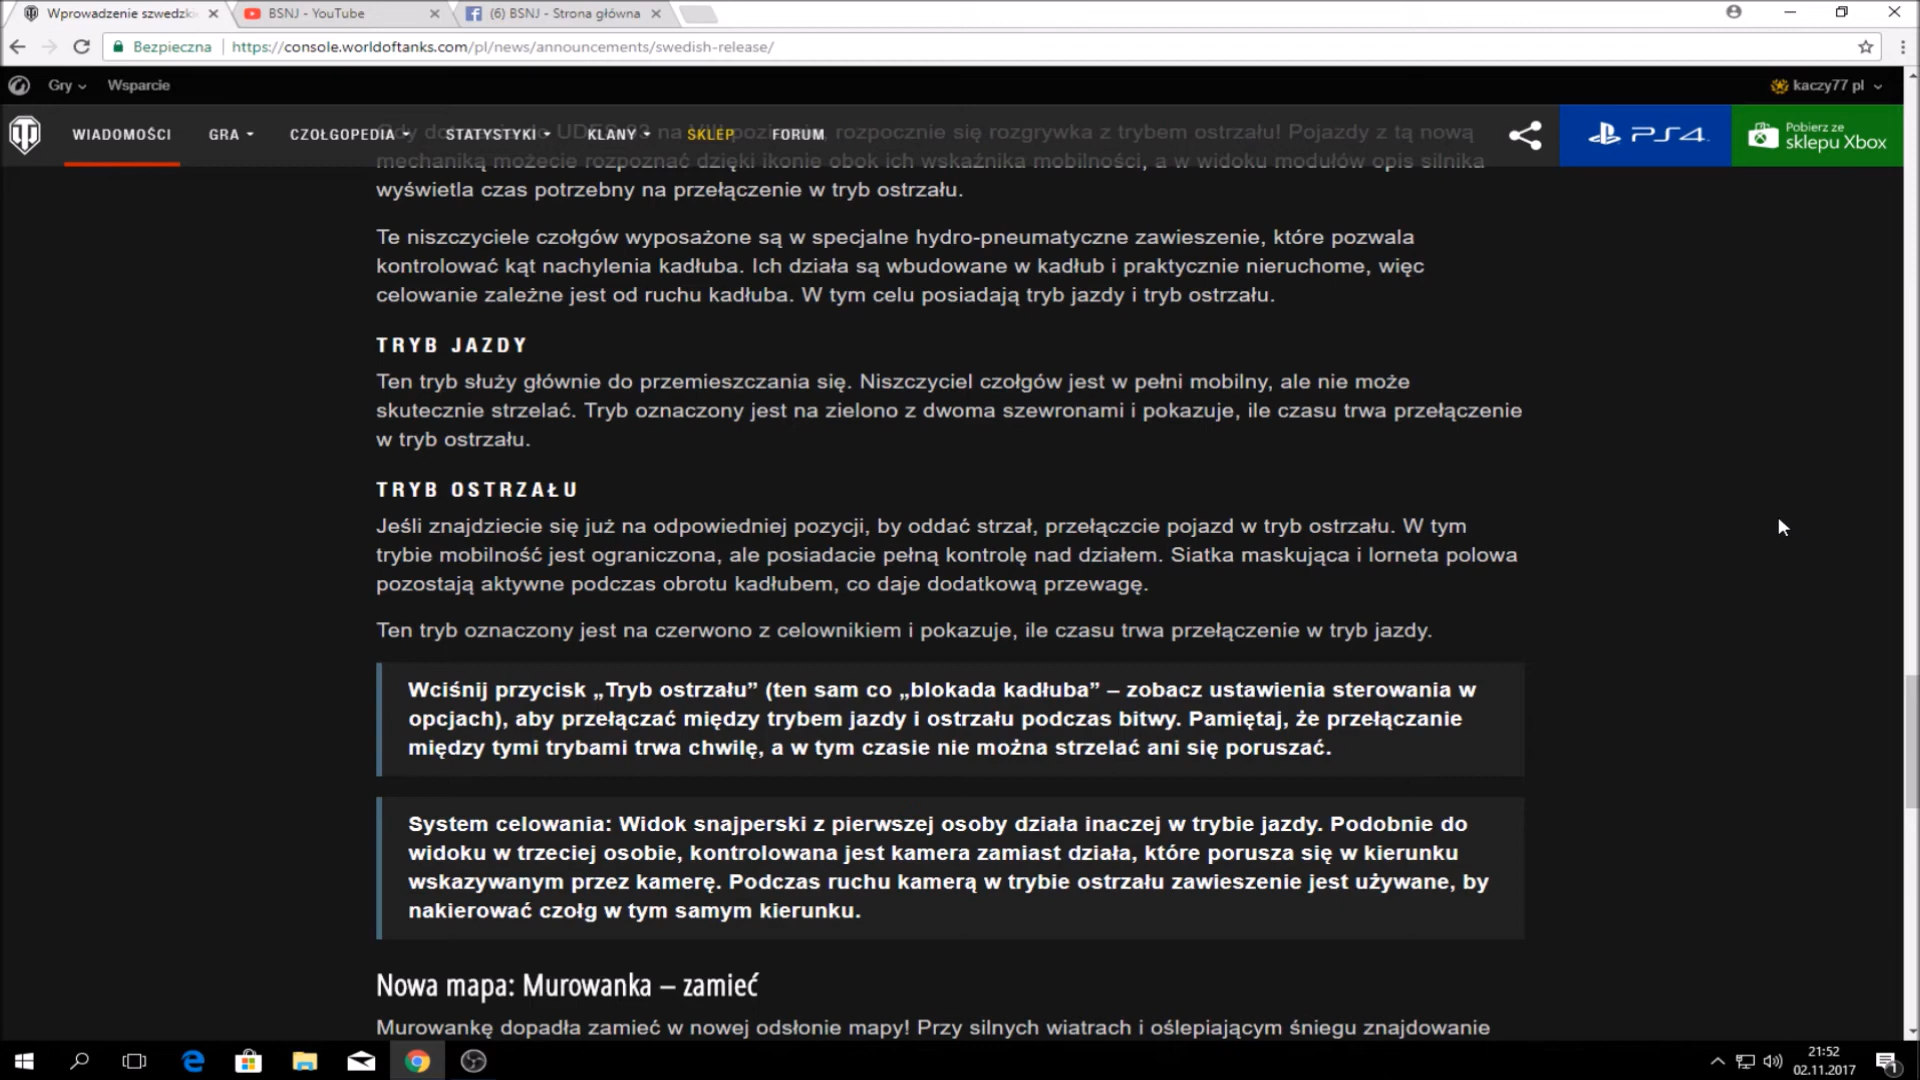 Wprowadzenie szwedzki
BSNJ - YouTube
(6) BSNJ - Strona główna
Bezpieczna
https://console.worldoftanks.com/pl/news/announcements/swedish-release/
Gry
Wsparcie
kaczy77 pl
WIADOMOŚCI
GRA
CZOŁGOPEDIA
STATYSTYKI
KLANY
SKLEP
FORUM
PS4
Pobierz ze
sklepu Xbox
UDES 03 na VIII rozpocznie się rozgrywka z trybem ostrzału! Pojazdy z tą nową
mechaniką możecie rozpoznać dzięki ikonie obok ich wskaźnika mobilności, a w widoku modułów opis silnika
wyświetla czas potrzebny na przełączenie w tryb ostrzału.
Te niszczyciele czołgów wyposażone są w specjalne hydro-pneumatyczne zawieszenie, które pozwala
kontrolować kąt nachylenia kadłuba. Ich działa są wbudowane w kadłub i praktycznie nieruchome, więc
celowanie zależne jest od ruchu kadłuba. W tym celu posiadają tryb jazdy i tryb ostrzału.
TRYB JAZDY
Ten tryb służy głównie do przemieszczania się. Niszczyciel czołgów jest w pełni mobilny, ale nie może
skutecznie strzelać. Tryb oznaczony jest na zielono z dwoma szewronami i pokazuje, ile czasu trwa przełączenie
w tryb ostrzału.
TRYB OSTRZAŁU
Jeśli znajdziecie się już na odpowiedniej pozycji, by oddać strzał, przełączcie pojazd w tryb ostrzału. W tym
trybie mobilność jest ograniczona, ale posiadacie pełną kontrolę nad działem. Siatka maskująca i lorneta polowa
pozostają aktywne podczas obrotu kadłubem, co daje dodatkową przewagę.
Ten tryb oznaczony jest na czerwono z celownikiem i pokazuje, ile czasu trwa przełączenie w tryb jazdy.
Wciśnij przycisk „Tryb ostrzału” (ten sam co „blokada kadłuba” – zobacz ustawienia sterowania w
opcjach), aby przełączać między trybem jazdy i ostrzału podczas bitwy. Pamiętaj, że przełączanie
między tymi trybami trwa chwilę, a w tym czasie nie można strzelać ani się poruszać.
System celowania: Widok snajperski z pierwszej osoby działa inaczej w trybie jazdy. Podobnie do
widoku w trzeciej osobie, kontrolowana jest kamera zamiast działa, które porusza się w kierunku
wskazywanym przez kamerę. Podczas ruchu kamerą w trybie ostrzału zawieszenie jest używane, by
nakierować czołg w tym samym kierunku.
Nowa mapa: Murowanka – zamieć
Murowankę dopadła zamieć w nowej odsłonie mapy! Przy silnych wiatrach i oślepiającym śniegu znajdowanie
21:52
02.11.2017
1